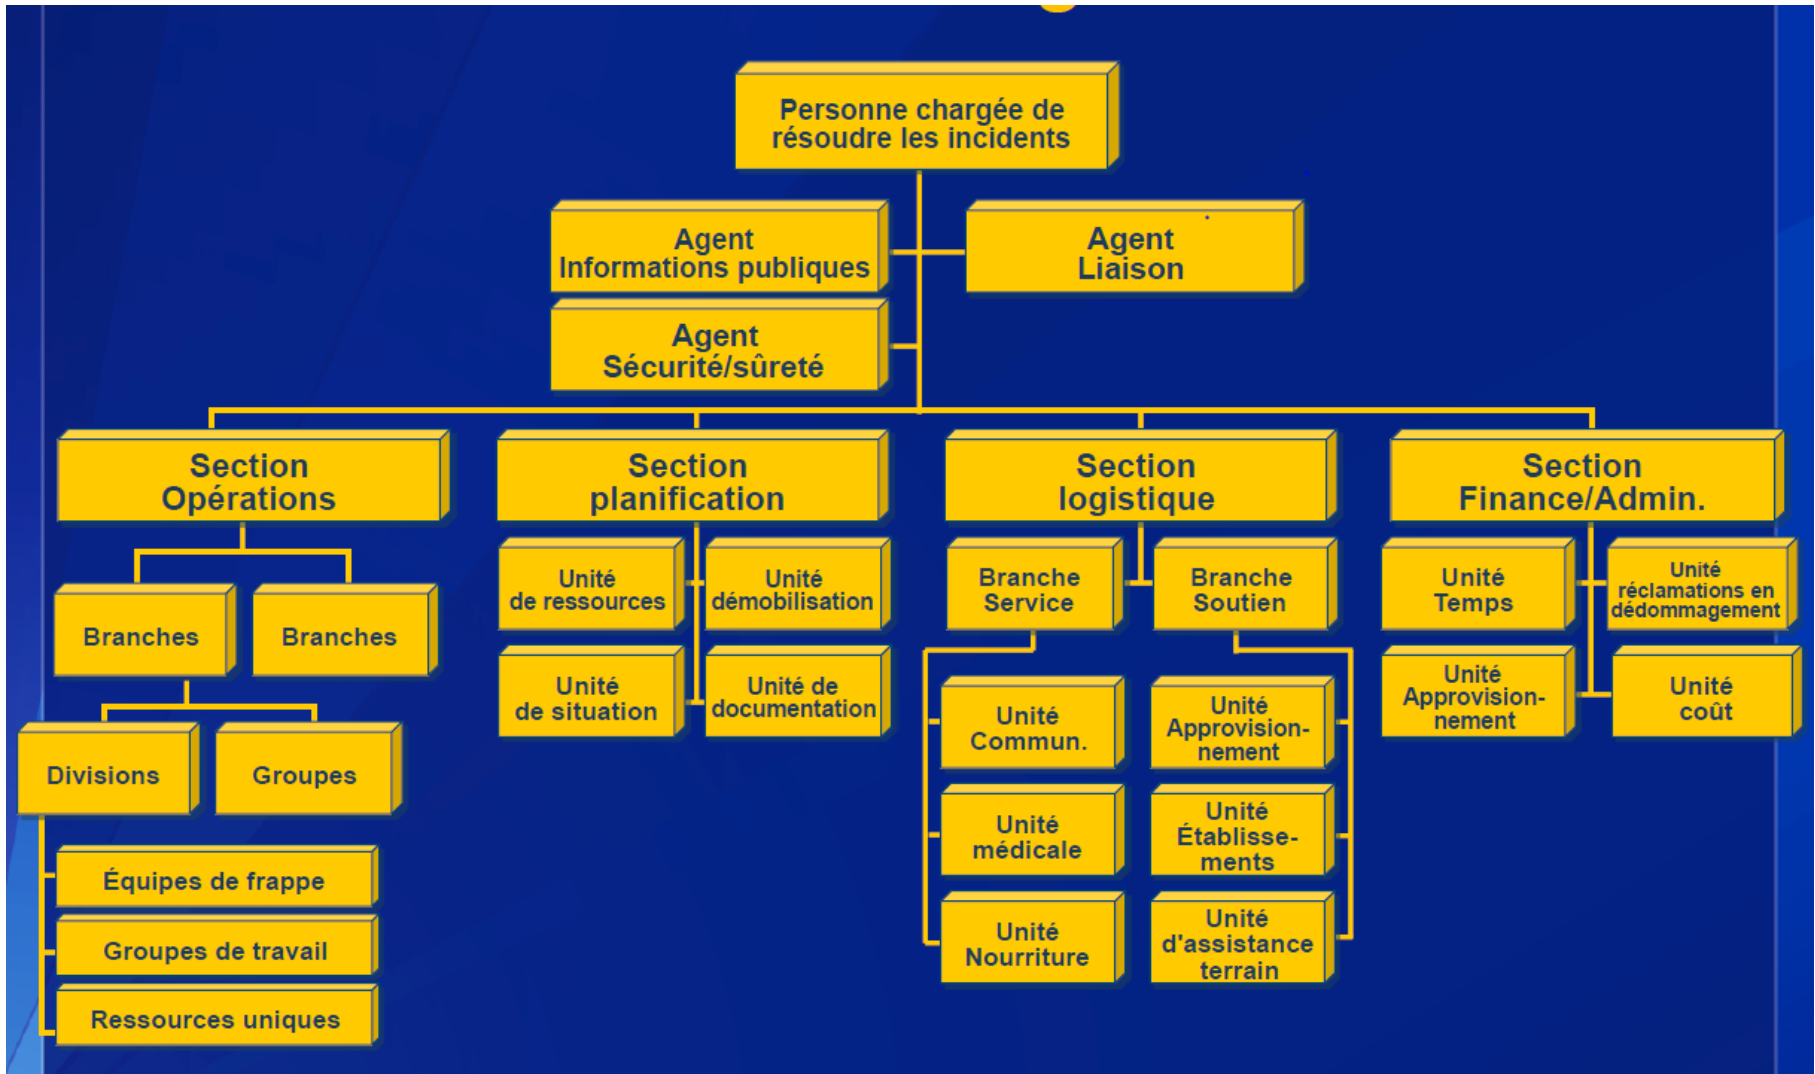 Personne chargée de
résoudre les incidents
Agent
Informations publiques
Agent
Liaison
Agent
Sécurité/sûreté
Section
Opérations
Section
planification
Section
logistique
Section
Finance/Admin.
Branches
Branches
Divisions
Groupes
Équipes de frappe
Groupes de travail
Ressources uniques
Unité
de ressources
Unité
démobilisation
Unité
de situation
Unité de
documentation
Branche
Service
Branche
Soutien
Unité
Commun.
Unité
médicale
Unité
Nourriture
Unité
Approvision-
nement
Unité
Établisse-
ments
Unité
d'assistance
terrain
Unité
Temps
Unité
réclamations en
dédommagement
Unité
Approvision-
nement
Unité
coût